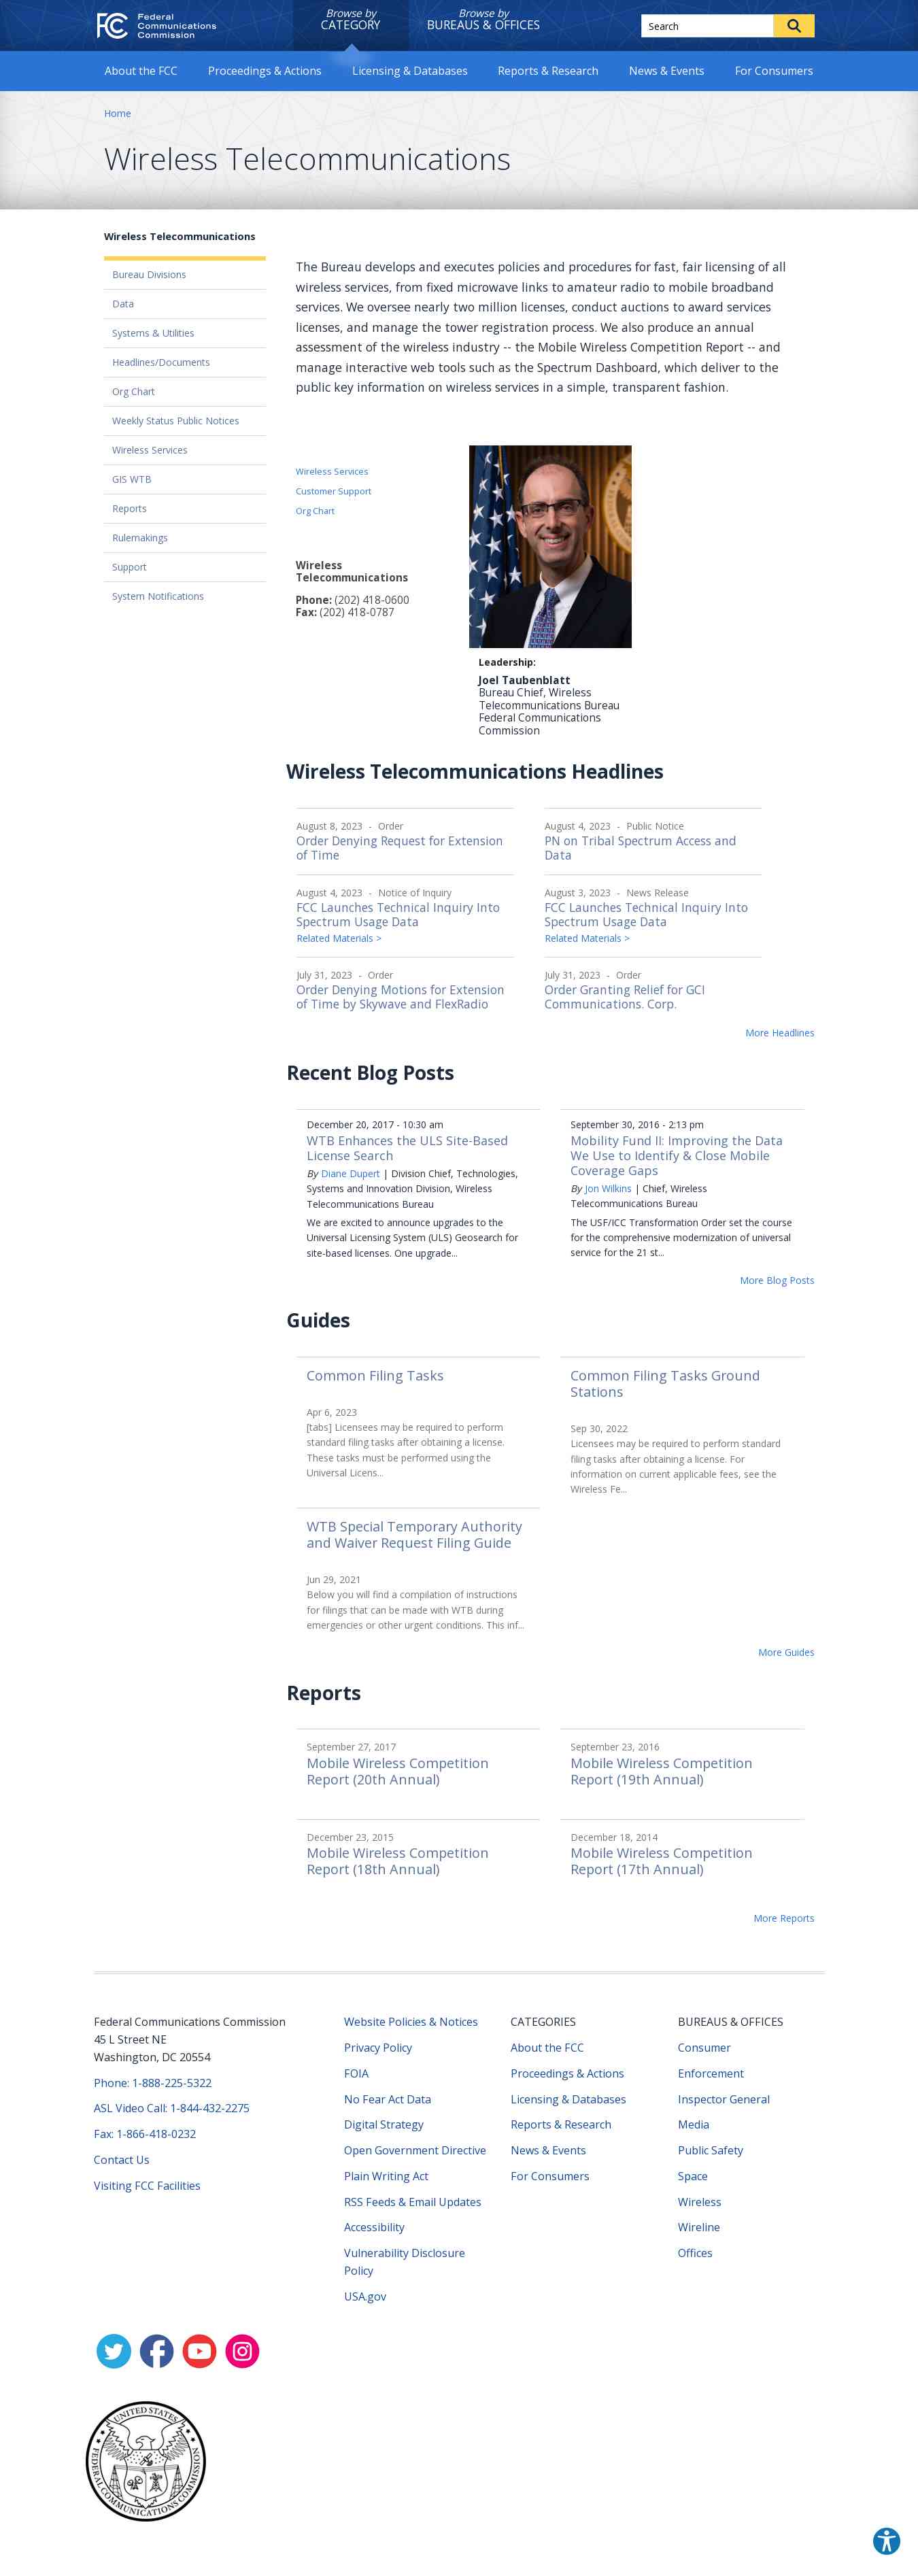 FC Federal
Communications
Commission
Browse by
CATEGORY
Browse by
BUREAUS & OFFICES
Search
About the FCC
Proceedings & Actions
Licensing & Databases
Reports & Research
News & Events
For Consumers
Home
Wireless Telecommunications
Wireless Telecommunications
Bureau Divisions
Data
Systems & Utilities
Headlines/Documents
Org Chart
Weekly Status Public Notices
Wireless Services
GIS WTB
Reports
Rulemakings
Support
System Notifications
The Bureau develops and executes policies and procedures for fast, fair licensing of all
wireless services, from fixed microwave links to amateur radio to mobile broadband
services. We oversee nearly two million licenses, conduct auctions to award services
licenses, and manage the tower registration process. We also produce an annual
assessment of the wireless industry -- the Mobile Wireless Competition Report -- and
manage interactive web tools such as the Spectrum Dashboard, which deliver to the
public key information on wireless services in a simple, transparent fashion.
Wireless Services
Customer Support
Org Chart
Wireless
Telecommunications
Phone: (202) 418-0600
Fax: (202) 418-0787
Leadership:
Joel Taubenblatt
Bureau Chief, Wireless
Telecommunications Bureau
Federal Communications
Commission
Wireless Telecommunications Headlines
August 8, 2023 - Order
Order Denying Request for Extension
of Time
August 4, 2023 - Public Notice
PN on Tribal Spectrum Access and
Data
August 4, 2023 - Notice of Inquiry
FCC Launches Technical Inquiry Into
Spectrum Usage Data
Related Materials >
August 3, 2023 - News Release
FCC Launches Technical Inquiry Into
Spectrum Usage Data
Related Materials >
July 31, 2023 - Order
Order Denying Motions for Extension
of Time by Skywave and FlexRadio
July 31, 2023 - Order
Order Granting Relief for GCI
Communications. Corp.
More Headlines
Recent Blog Posts
December 20, 2017 - 10:30 am
WTB Enhances the ULS Site-Based
License Search
By Diane Dupert | Division Chief, Technologies,
Systems and Innovation Division, Wireless
Telecommunications Bureau
We are excited to announce upgrades to the
Universal Licensing System (ULS) Geosearch for
site-based licenses. One upgrade...
September 30, 2016 - 2:13 pm
Mobility Fund II: Improving the Data
We Use to Identify & Close Mobile
Coverage Gaps
By Jon Wilkins | Chief, Wireless
Telecommunications Bureau
The USF/ICC Transformation Order set the course
for the comprehensive modernization of universal
service for the 21 st...
More Blog Posts
Guides
Common Filing Tasks
Apr 6, 2023
[tabs] Licensees may be required to perform
standard filing tasks after obtaining a license.
These tasks must be performed using the
Universal Licens...
Common Filing Tasks Ground
Stations
Sep 30, 2022
Licensees may be required to perform standard
filing tasks after obtaining a license. For
information on current applicable fees, see the
Wireless Fe...
WTB Special Temporary Authority
and Waiver Request Filing Guide
Jun 29, 2021
Below you will find a compilation of instructions
for filings that can be made with WTB during
emergencies or other urgent conditions. This inf...
More Guides
Reports
September 27, 2017
Mobile Wireless Competition
Report (20th Annual)
September 23, 2016
Mobile Wireless Competition
Report (19th Annual)
December 23, 2015
Mobile Wireless Competition
Report (18th Annual)
December 18, 2014
Mobile Wireless Competition
Report (17th Annual)
More Reports
Federal Communications Commission
45 L Street NE
Washington, DC 20554
Phone: 1-888-225-5322
ASL Video Call: 1-844-432-2275
Fax: 1-866-418-0232
Contact Us
Visiting FCC Facilities
Website Policies & Notices
Privacy Policy
FOIA
No Fear Act Data
Digital Strategy
Open Government Directive
Plain Writing Act
RSS Feeds & Email Updates
Accessibility
Vulnerability Disclosure
Policy
USA.gov
CATEGORIES
About the FCC
Proceedings & Actions
Licensing & Databases
Reports & Research
News & Events
For Consumers
BUREAUS & OFFICES
Consumer
Enforcement
Inspector General
Media
Public Safety
Space
Wireless
Wireline
Offices
UNITED STATES
FEDERAL COMMUNICATIONS COMMISSION